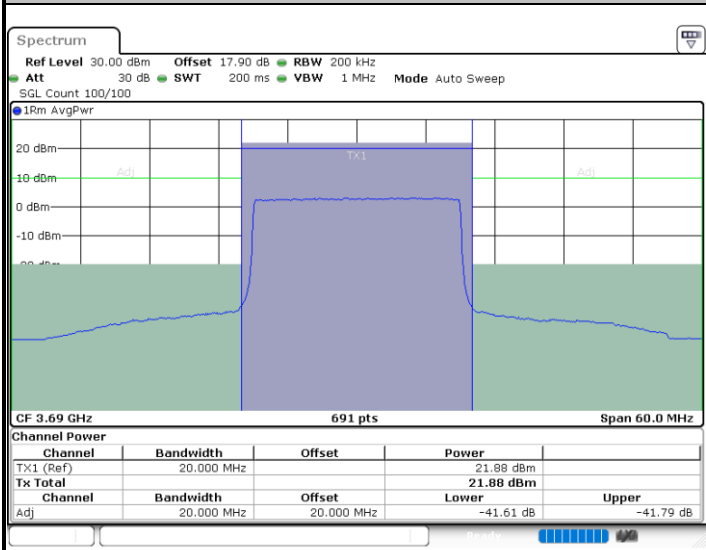 Spectrum
Ref Level 30.00 dBm Offset 17.90 dB RBW 200 kHz
Att 30 dB SWT 200 ms VBW 1 MHz Mode Auto Sweep
SGL Count 100/100
1Rm AvgPwr
20 dBm
TX1
Adj Adj
10 dBm
0 dBm
-10 dBm
-20 dBm
CF 3.69 GHz 691 pts Span 60.0 MHz
Channel Power
Channel Bandwidth Offset Power
TX1 (Ref) 20.000 MHz 21.88 dBm
Tx Total 21.88 dBm
Channel Bandwidth Offset Lower Upper
Adj 20.000 MHz 20.000 MHz -41.61 dB -41.79 dB
Ready